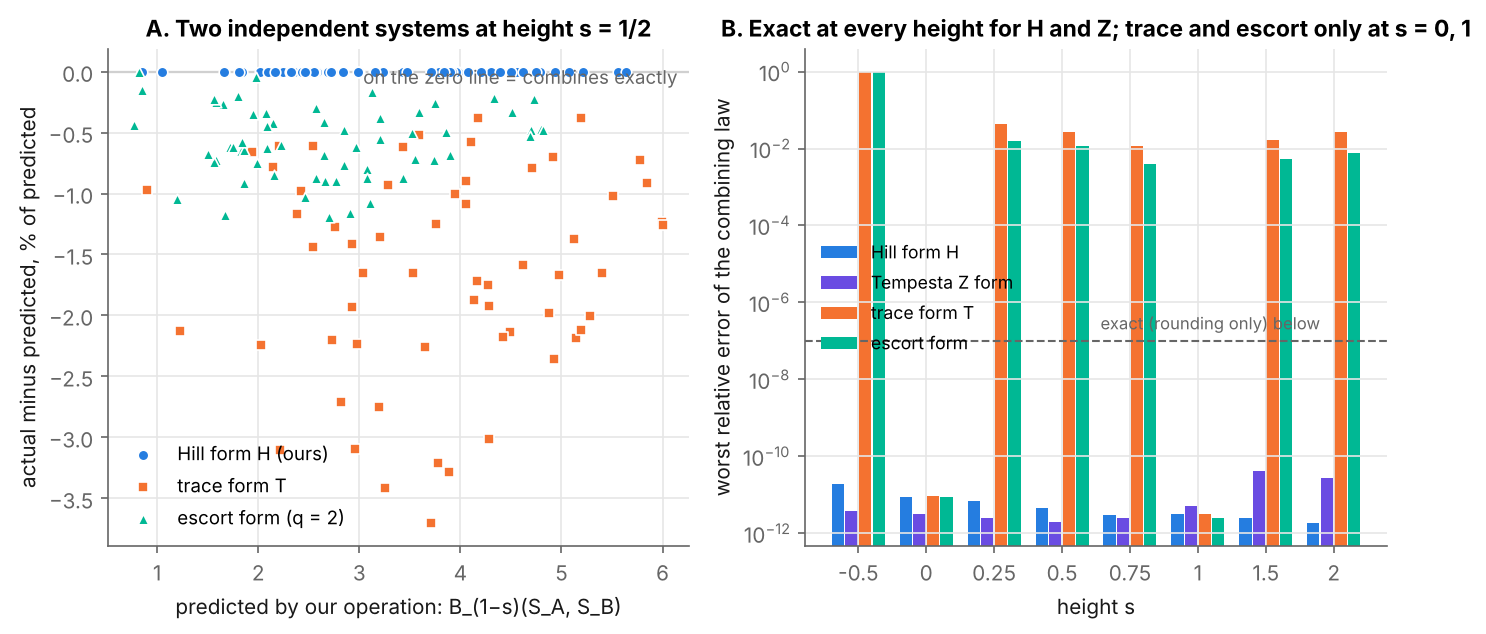 A. Two independent systems at height s = 1/2
actual minus predicted, % of predicted
0.0
−0.5
−1.0
−1.5
−2.0
−2.5
−3.0
−3.5
on the zero line = combines exactly
Hill form H (ours)
trace form T
escort form (q = 2)
1 2 3 4 5 6
predicted by our operation: B_(1−s)(S_A, S_B)
B. Exact at every height for H and Z; trace and escort only at s = 0, 1
worst relative error of the combining law
10⁰
10⁻²
10⁻⁴
10⁻⁶
10⁻⁸
10⁻¹⁰
10⁻¹²
Hill form H
Tempesta Z form
trace form T
escort form
exact (rounding only) below
-0.5 0 0.25 0.5 0.75 1 1.5 2
height s